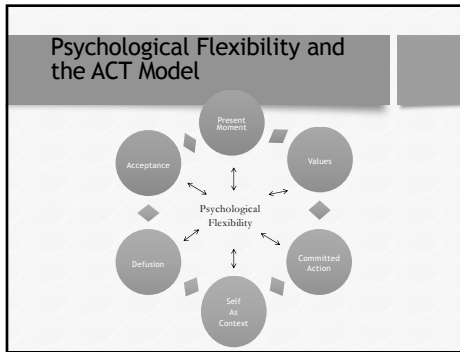 Psychological Flexibility and
the ACT Model
Present
Moment
Acceptance
Values
Psychological
Flexibility
Defusion
Committed
Action
Self
As
Context